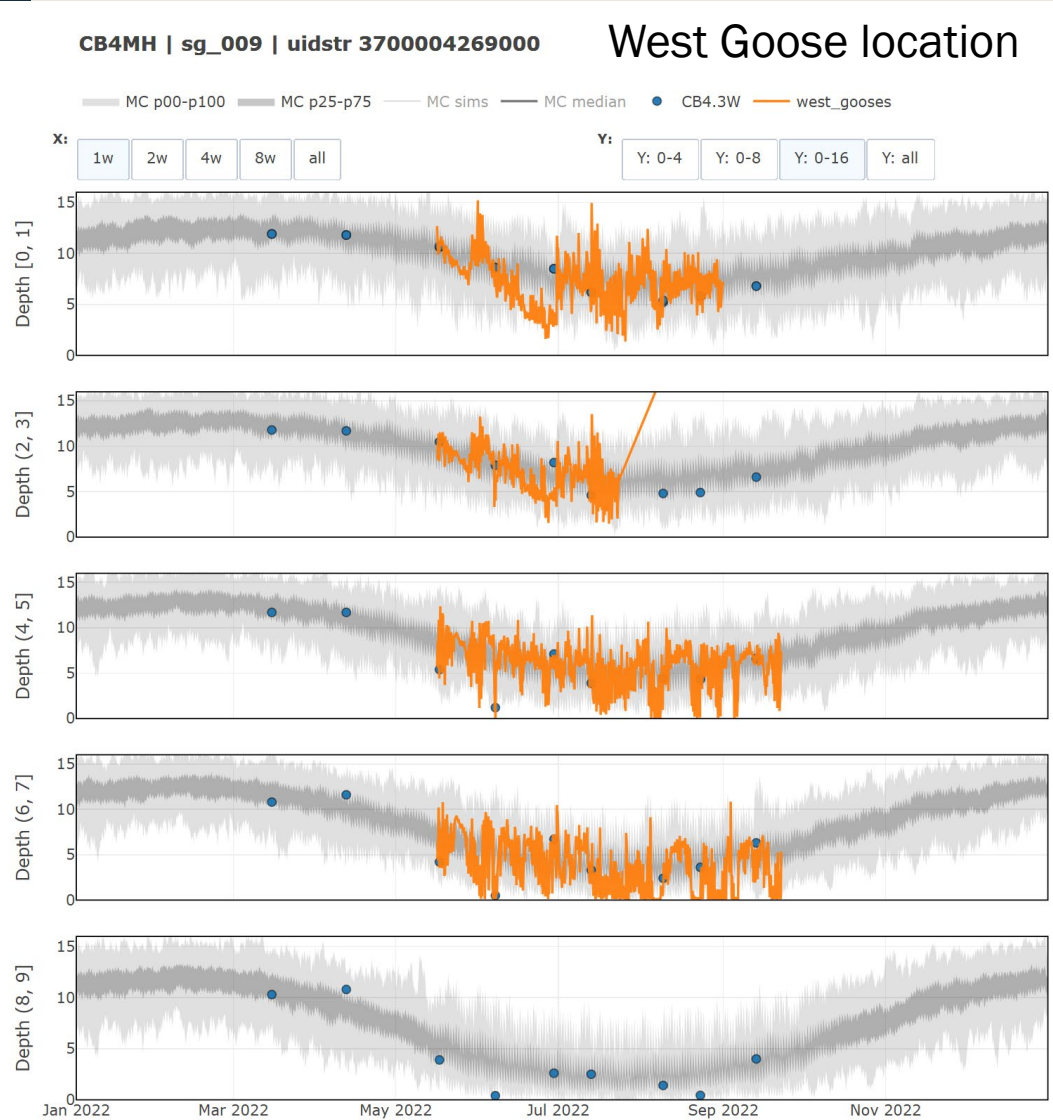 CB4MH | sg_009 | uidstr 3700004269000
West Goose location
MC p00-p100 MC p25-p75 MC sims MC median CB4.3W west_gooses
X:
1w 2w 4w 8w all
Y:
Y: 0-4 Y: 0-8 Y: 0-16 Y: all
Depth [0, 1]
15
10
5
0
Depth (2, 3]
15
10
5
0
Depth (4, 5]
15
10
5
0
Depth (6, 7]
15
10
5
0
Depth (8, 9]
15
10
5
0
Jan 2022 Mar 2022 May 2022 Jul 2022 Sep 2022 Nov 2022